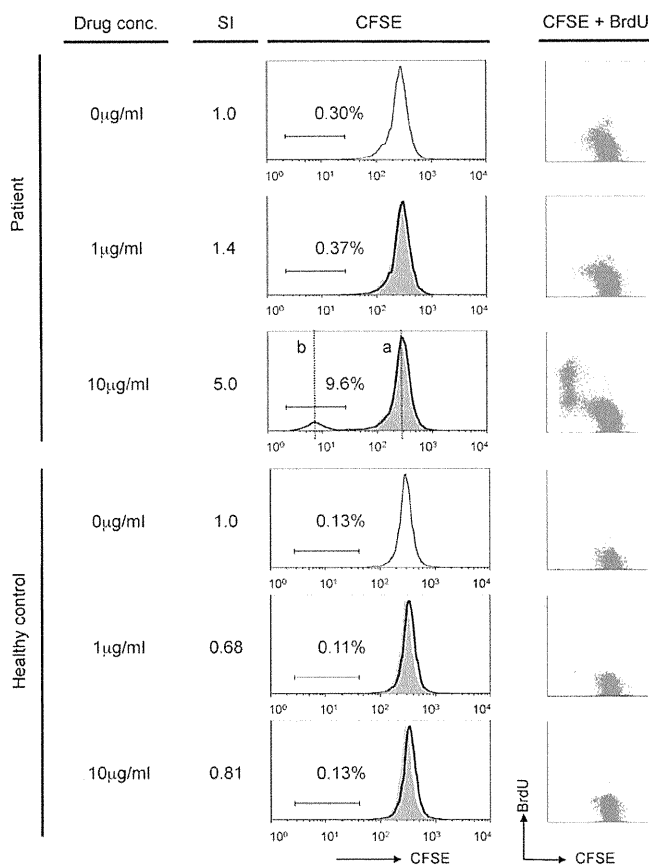 Drug conc. SI CFSE CFSE + BrdU
Patient
0µg/ml 1.0 0.30%
10⁰ 10¹ 10² 10³ 10⁴
1µg/ml 1.4 0.37%
10⁰ 10¹ 10² 10³ 10⁴
b a
10µg/ml 5.0 9.6%
10⁰ 10¹ 10² 10³ 10⁴
Healthy control
0µg/ml 1.0 0.13%
10⁰ 10¹ 10² 10³ 10⁴
1µg/ml 0.68 0.11%
10⁰ 10¹ 10² 10³ 10⁴
10µg/ml 0.81 0.13%
10⁰ 10¹ 10² 10³ 10⁴
BrdU
CFSE CFSE